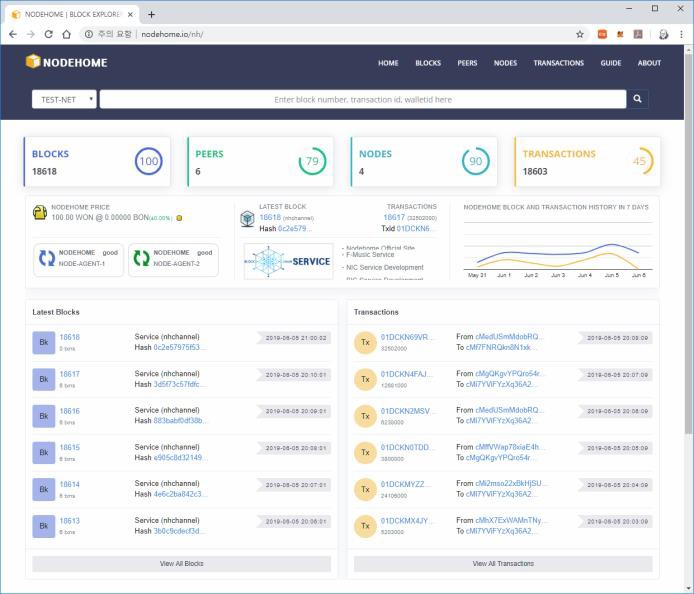 NODEHOME | BLOCK EXPLORER
주의 요함 | nodehome.io/nh/
NODEHOME
HOME BLOCKS PEERS NODES TRANSACTIONS GUIDE ABOUT
TEST-NET
Enter block number, transaction id, walletid here
BLOCKS
18618
100
PEERS
6
79
NODES
4
90
TRANSACTIONS
18603
45
NODEHOME PRICE
100.00 WON @ 0.00000 BON(40.00%)
NODEHOME good
NODE-AGENT-1
NODEHOME good
NODE-AGENT-2
LATEST BLOCK
18618 (nhchannel)
Hash 0c2e579...
TRANSACTIONS
18617 (32502000)
TxId 01DCKN6...
BLOCK CHAIN SERVICE
- Nodehome Official Site
- F-Music Service
- NIC Service Development
NODEHOME BLOCK AND TRANSACTION HISTORY IN 7 DAYS
May 31 Jun 1 Jun 2 Jun 3 Jun 4 Jun 5 Jun 6
Latest Blocks
Bk 18618 Service (nhchannel) 2019-06-05 21:00:02
0 txns Hash 0c2e57975f53...
Bk 18617 Service (nhchannel) 2019-06-05 20:10:01
6 txns Hash 3d5f73c57fdfc...
Bk 18616 Service (nhchannel) 2019-06-05 20:09:01
6 txns Hash 883babf0df38b...
Bk 18615 Service (nhchannel) 2019-06-05 20:08:01
6 txns Hash e905c8d32149...
Bk 18614 Service (nhchannel) 2019-06-05 20:07:01
6 txns Hash 4e6c2ba842c3...
Bk 18613 Service (nhchannel) 2019-06-05 20:06:01
6 txns Hash 3b0c9cdecf3d...
View All Blocks
Transactions
Tx 01DCKN69VR... From cMedUSmMdobRQ... 2019-06-05 20:09:09
32502000 To cMf7FNRQkn8N1xk...
Tx 01DCKN4FAJ... From cMgQKgvYPQro54r... 2019-06-05 20:07:09
12681000 To cMi7YViFYzXq36A2...
Tx 01DCKN2MSV... From cMedUSmMdobRQ... 2019-06-05 20:06:09
6238000 To cMi7YViFYzXq36A2...
Tx 01DCKN0TDD... From cMffVWap78xiaE4h... 2019-06-05 20:05:09
3800000 To cMgQKgvYPQro54r...
Tx 01DCKMYZZ... From cMi2mso22xBkHjSU... 2019-06-05 20:04:09
24106000 To cMi7YViFYzXq36A2...
Tx 01DCKMX4JY... From cMhX7ExWAMnTNy... 2019-06-05 20:03:09
5202000 To cMi7YViFYzXq36A2...
View All Transactions